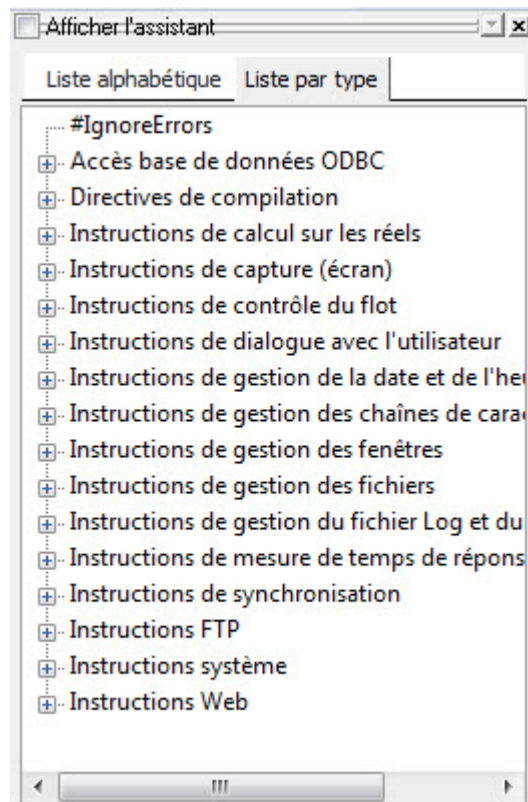 Afficher l'assistant
Liste alphabétique Liste par type
#IgnoreErrors
Accès base de données ODBC
Directives de compilation
Instructions de calcul sur les réels
Instructions de capture (écran)
Instructions de contrôle du flot
Instructions de dialogue avec l'utilisateur
Instructions de gestion de la date et de l'he
Instructions de gestion des chaînes de cara
Instructions de gestion des fenêtres
Instructions de gestion des fichiers
Instructions de gestion du fichier Log et du
Instructions de mesure de temps de répons
Instructions de synchronisation
Instructions FTP
Instructions système
Instructions Web